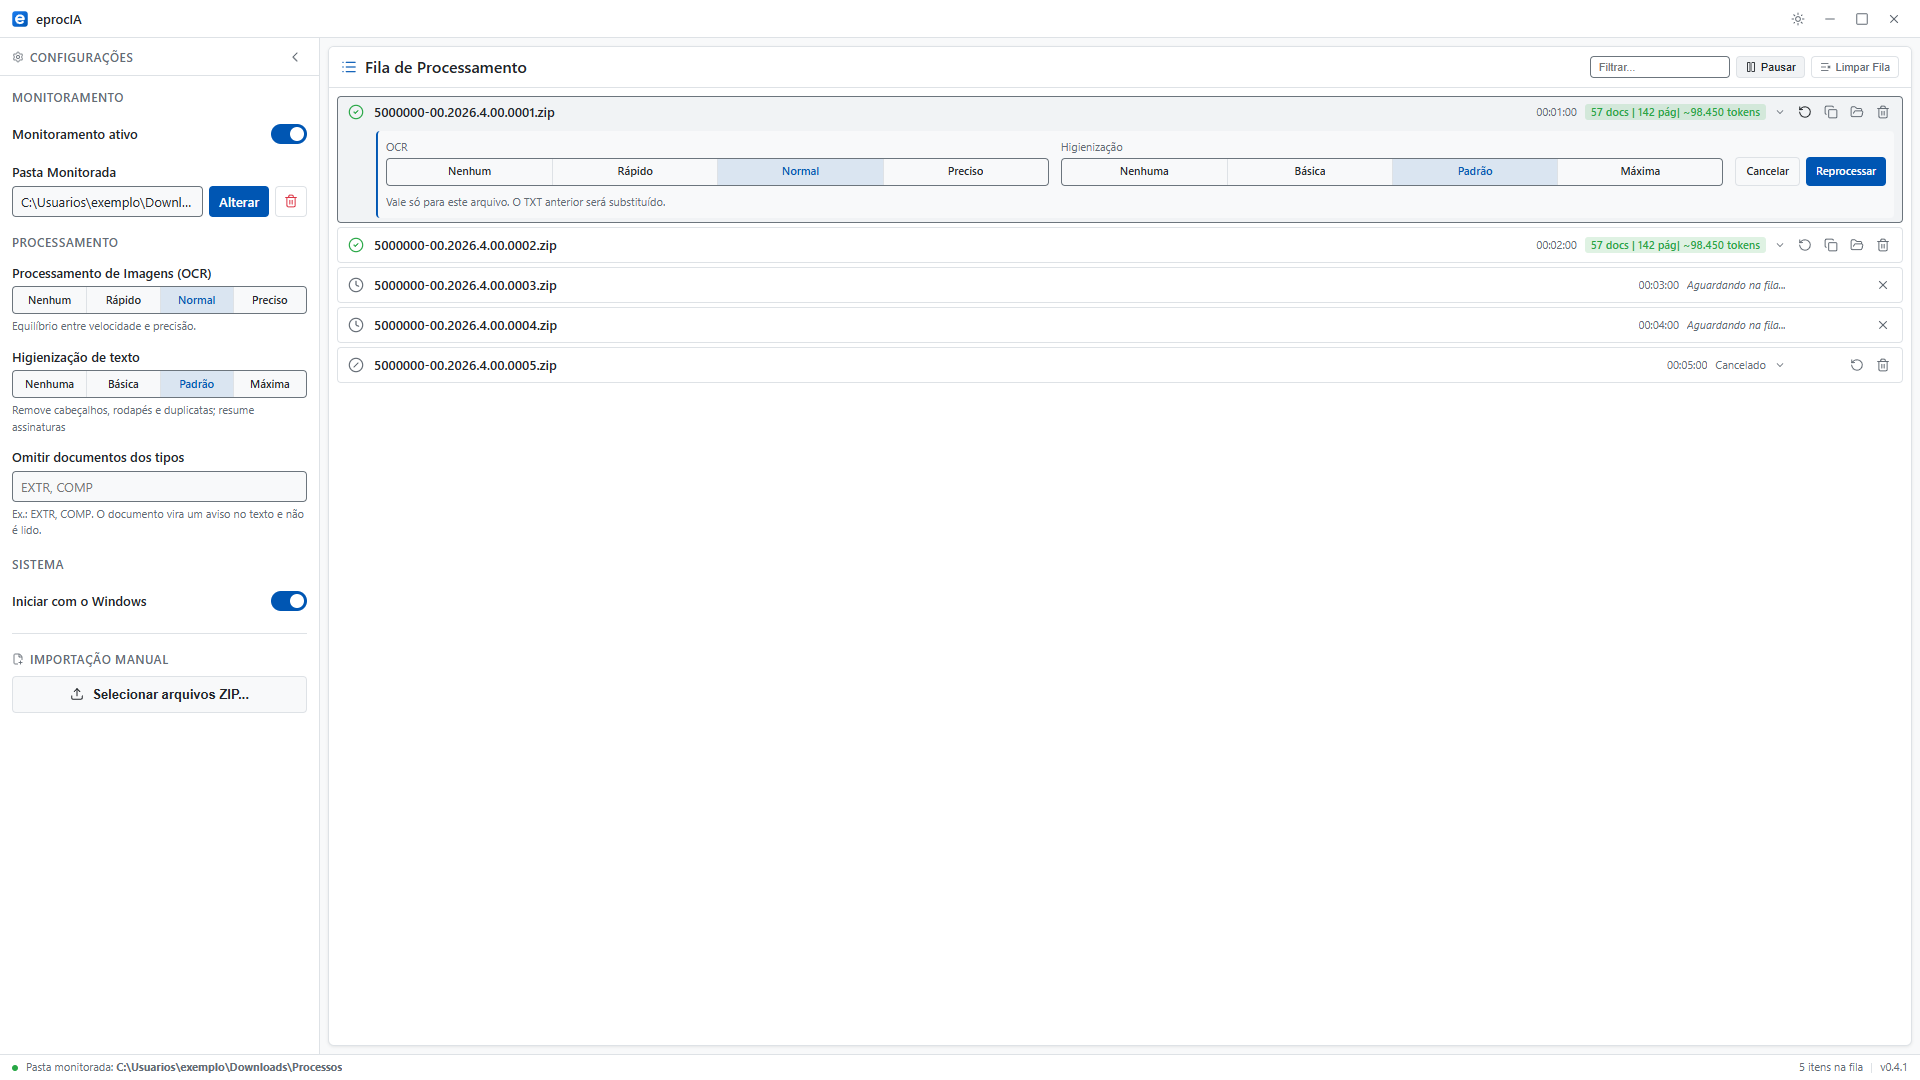 eprocIA
CONFIGURAÇÕES
MONITORAMENTO
Monitoramento ativo
Pasta Monitorada
C:\Usuarios\exemplo\Downl...
Alterar
PROCESSAMENTO
Processamento de Imagens (OCR)
Nenhum Rápido Normal Preciso
Equilíbrio entre velocidade e precisão.
Higienização de texto
Nenhuma Básica Padrão Máxima
Remove cabeçalhos, rodapés e duplicatas; resume
assinaturas
Omitir documentos dos tipos
EXTR, COMP
Ex.: EXTR, COMP. O documento vira um aviso no texto e não
é lido.
SISTEMA
Iniciar com o Windows
IMPORTAÇÃO MANUAL
Selecionar arquivos ZIP...
Fila de Processamento
Filtrar... Pausar Limpar Fila
5000000-00.2026.4.00.0001.zip 00:01:00 57 docs | 142 pág| ~98.450 tokens
OCR Higienização
Nenhum Rápido Normal Preciso Nenhuma Básica Padrão Máxima Cancelar Reprocessar
Vale só para este arquivo. O TXT anterior será substituído.
5000000-00.2026.4.00.0002.zip 00:02:00 57 docs | 142 pág| ~98.450 tokens
5000000-00.2026.4.00.0003.zip 00:03:00 Aguardando na fila...
5000000-00.2026.4.00.0004.zip 00:04:00 Aguardando na fila...
5000000-00.2026.4.00.0005.zip 00:05:00 Cancelado
Pasta monitorada: C:\Usuarios\exemplo\Downloads\Processos
5 itens na fila v0.4.1